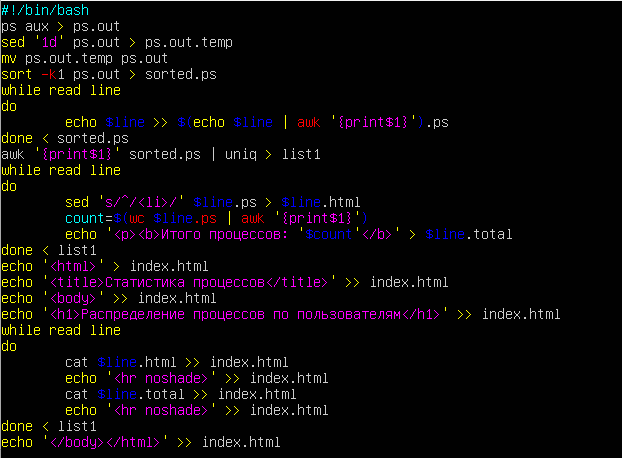 #!/bin/bash
ps aux > ps.out
sed '1d' ps.out > ps.out.temp
mv ps.out.temp ps.out
sort -k1 ps.out > sorted.ps
while read line
do
        echo $line >> $(echo $line | awk '{print$1}').ps
done < sorted.ps
awk '{print$1}' sorted.ps | uniq > list1
while read line
do
        sed 's/^/<li>/' $line.ps > $line.html
        count=$(wc $line.ps | awk '{print$1}')
        echo '<p><b>Итого процессов: '$count'</b>' > $line.total
done < list1
echo '<html>' > index.html
echo '<title>Статистика процессов</title>' >> index.html
echo '<body>' >> index.html
echo '<h1>Распределение процессов по пользователям</h1>' >> index.html
while read line
do
        cat $line.html >> index.html
        echo '<hr noshade>' >> index.html
        cat $line.total >> index.html
        echo '<hr noshade>' >> index.html
done < list1
echo '</body></html>' >> index.html